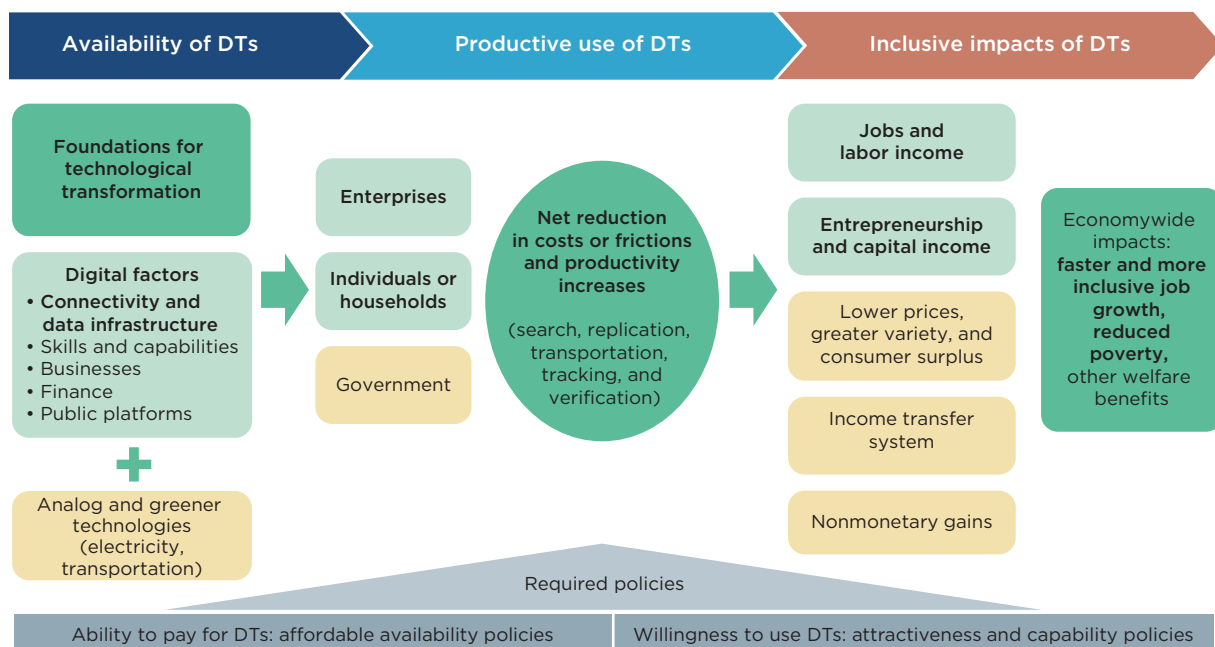 Availability of DTs
Productive use of DTs
Inclusive impacts of DTs
Foundations for
technological
transformation
Digital factors
• Connectivity and
data infrastructure
• Skills and capabilities
• Businesses
• Finance
• Public platforms
Analog and greener
technologies
(electricity,
transportation)
Enterprises
Individuals or
households
Government
Net reduction
in costs or frictions
and productivity
increases
(search, replication,
transportation,
tracking, and
verification)
Jobs and
labor income
Entrepreneurship
and capital income
Lower prices,
greater variety, and
consumer surplus
Income transfer
system
Nonmonetary gains
Economywide
impacts:
faster and more
inclusive job
growth,
reduced
poverty,
other welfare
benefits
Required policies
Ability to pay for DTs: affordable availability policies
Willingness to use DTs: attractiveness and capability policies